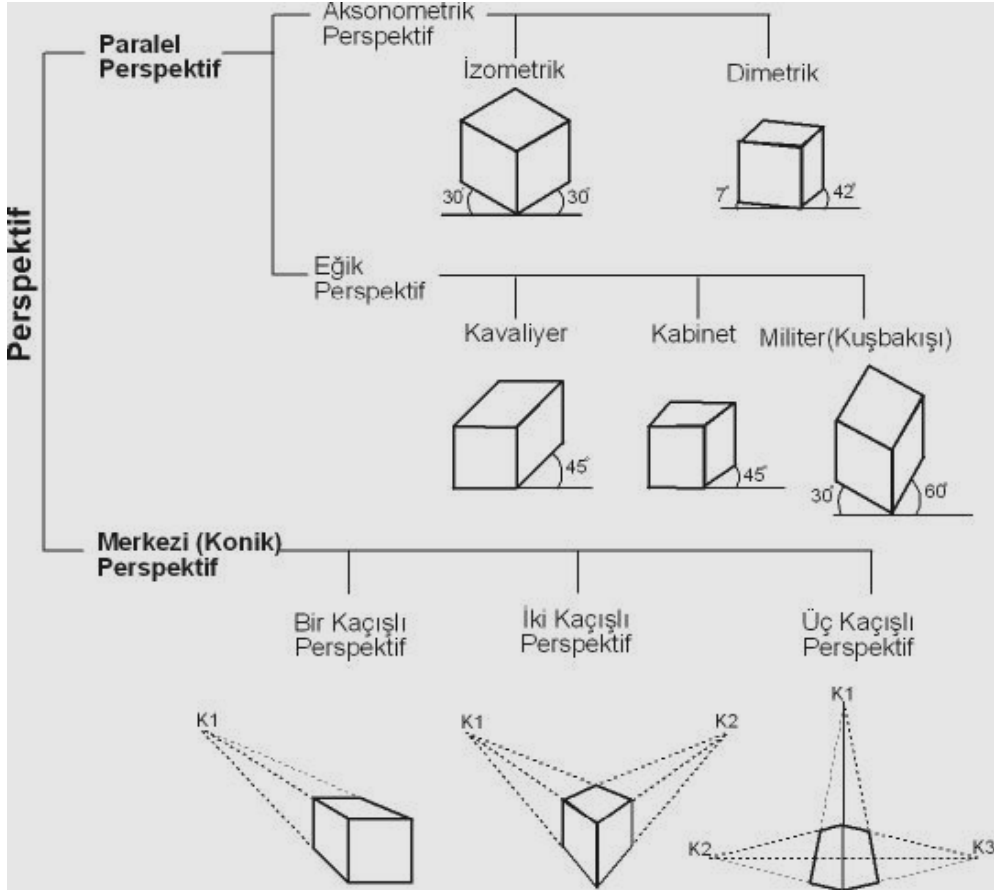 Perspektif
Paralel
Perspektif
Aksonometrik
Perspektif
İzometrik
Dimetrik
30°
30°
7°
42°
Eğik
Perspektif
Kavaliyer
Kabinet
Militer(Kuşbakışı)
45°
45°
30°
60°
Merkezi (Konik)
Perspektif
Bir Kaçışlı
Perspektif
İki Kaçışlı
Perspektif
Üç Kaçışlı
Perspektif
K1
K1
K2
K1
K2
K3